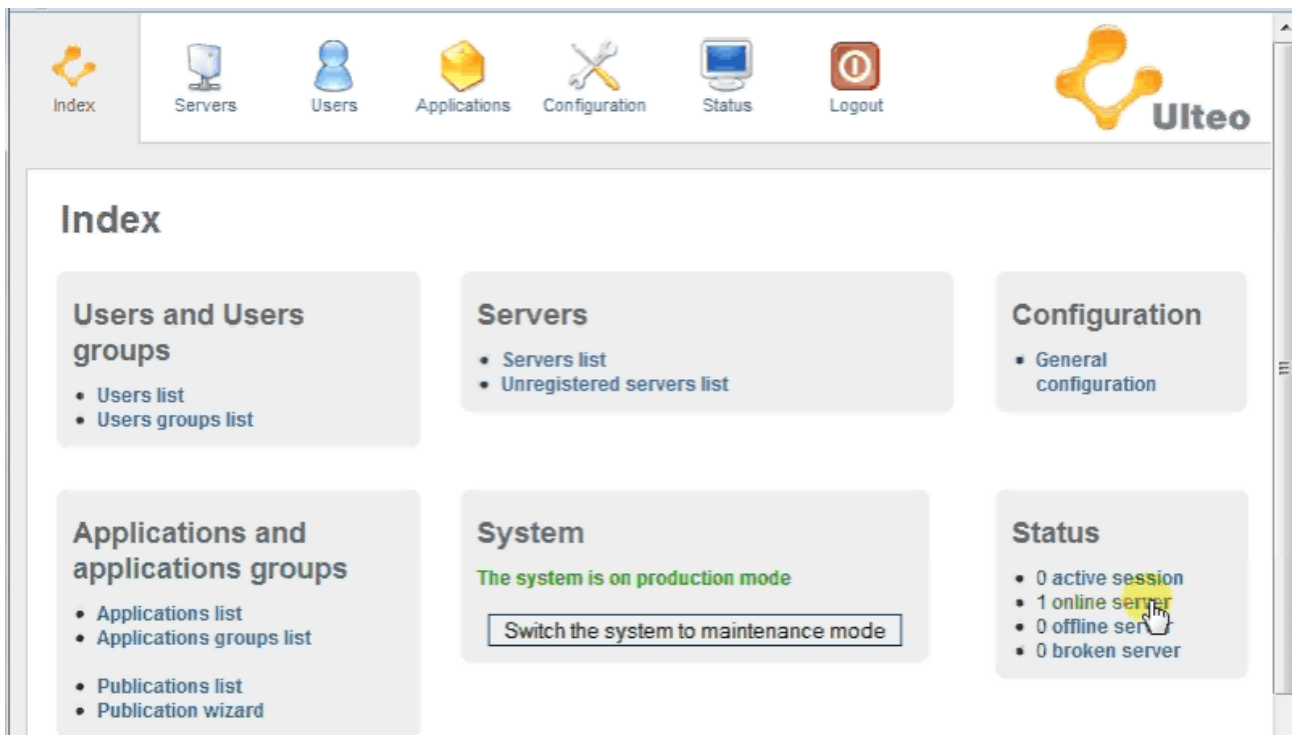 Index
Servers
Users
Applications
Configuration
Status
Logout
Ulteo
Index
Users and Users
groups
Users list
Users groups list
Servers
Servers list
Unregistered servers list
Configuration
General
configuration
Applications and
applications groups
Applications list
Applications groups list
Publications list
Publication wizard
System
The system is on production mode
Switch the system to maintenance mode
Status
0 active session
1 online server
0 offline server
0 broken server